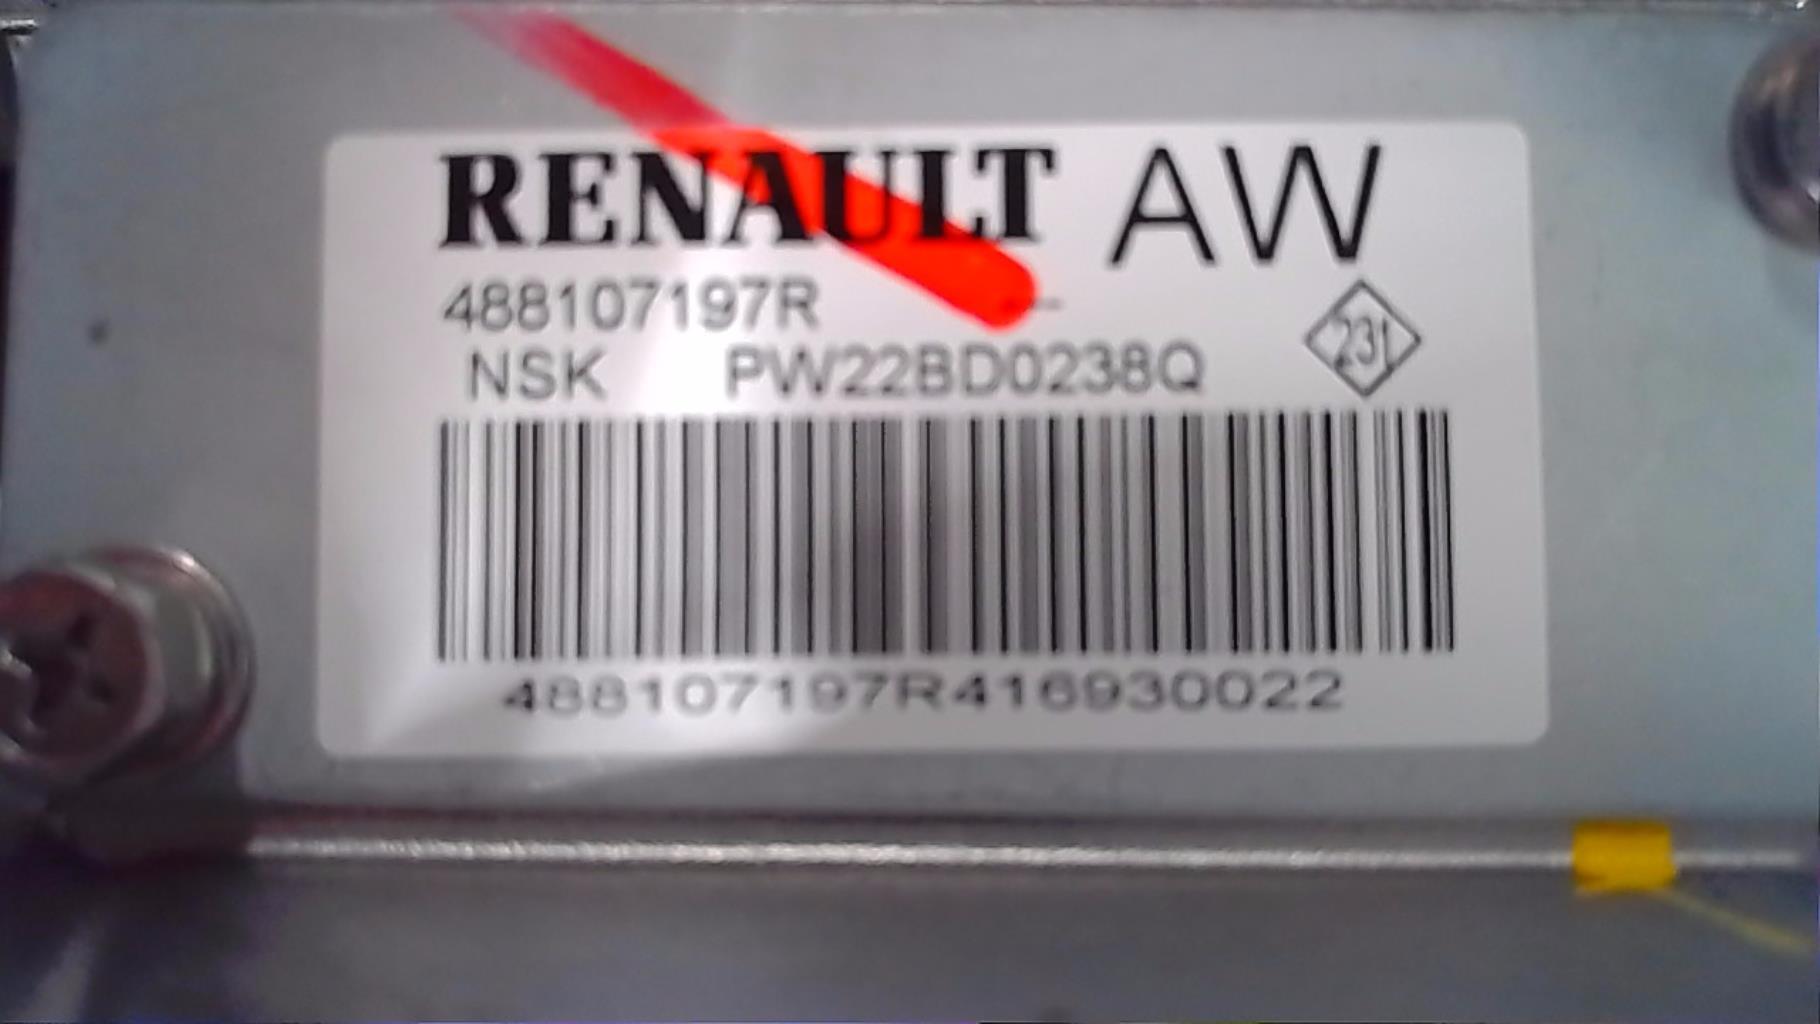 RENAULT AW
488107197R -
231
NSK PW22BD0238Q
488107197R416930022